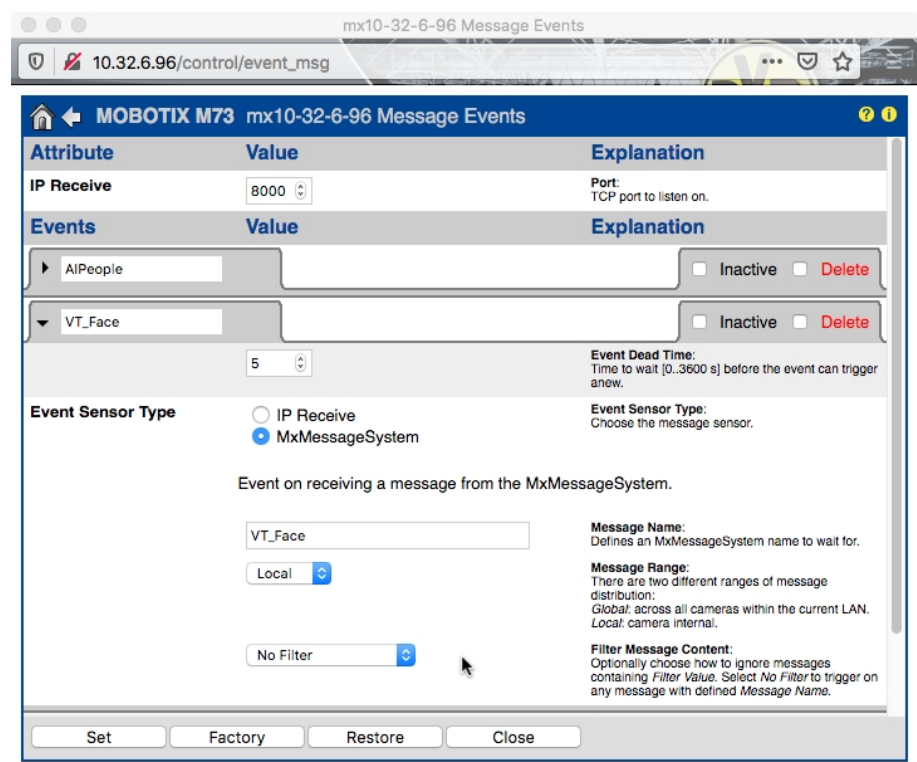 mx10-32-6-96 Message Events
10.32.6.96/control/event_msg
MOBOTIX M73 mx10-32-6-96 Message Events
Attribute Value Explanation
IP Receive 8000 Port:
TCP port to listen on.
Events Value Explanation
AIPeople Inactive Delete
VT_Face Inactive Delete
5 Event Dead Time:
Time to wait [0..3600 s] before the event can trigger
anew.
Event Sensor Type IP Receive Event Sensor Type:
MxMessageSystem Choose the message sensor.
Event on receiving a message from the MxMessageSystem.
VT_Face Message Name:
Defines an MxMessageSystem name to wait for.
Local Message Range:
There are two different ranges of message
distribution:
Global: across all cameras within the current LAN.
Local: camera internal.
No Filter Filter Message Content:
Optionally choose how to ignore messages
containing Filter Value. Select No Filter to trigger on
any message with defined Message Name.
Set Factory Restore Close